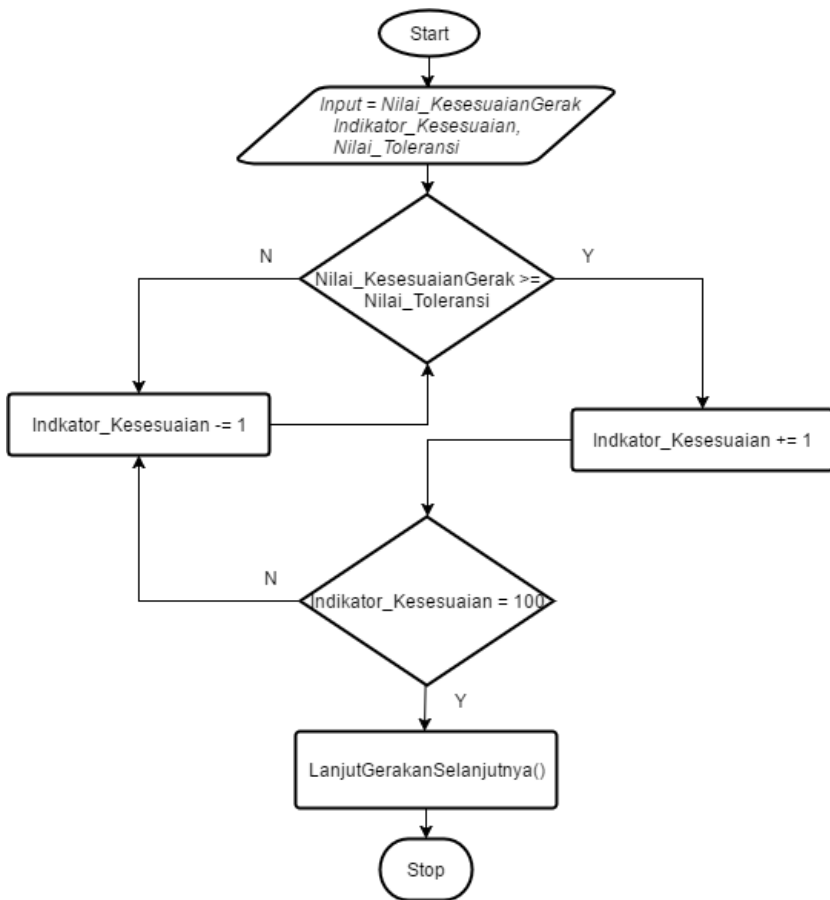 Start
Input = Nilai_KesesuaianGerak
Indikator_Kesesuaian,
Nilai_Toleransi
N
Y
Nilai_KesesuaianGerak >=
Nilai_Toleransi
Indkator_Kesesuaian -= 1
Indkator_Kesesuaian += 1
N
Indikator_Kesesuaian = 100
Y
LanjutGerakanSelanjutnya()
Stop